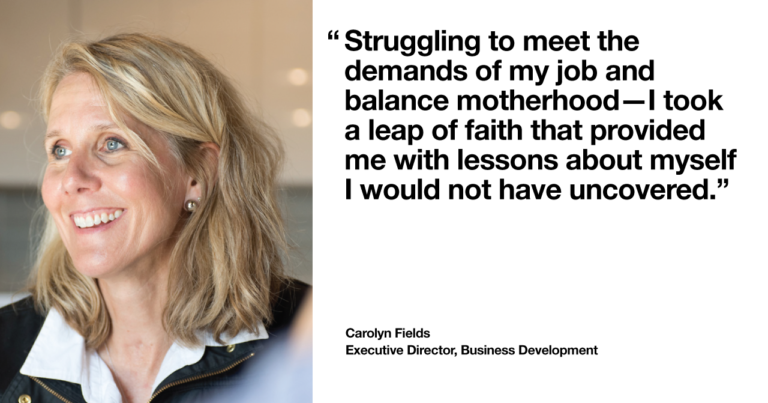 “Struggling to meet the
demands of my job and
balance motherhood—I took
a leap of faith that provided
me with lessons about myself
I would not have uncovered.”
Carolyn Fields
Executive Director, Business Development